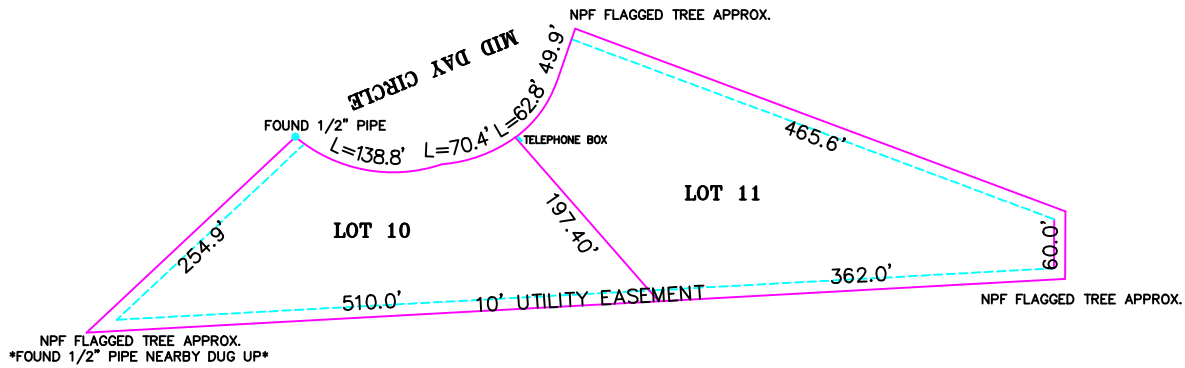 NPF FLAGGED TREE APPROX.
MID DAY CIRCLE
49.9'
FOUND 1/2" PIPE
L=138.8'
L=70.4'
L=62.8'
TELEPHONE BOX
465.6'
LOT 11
LOT 10
197.40'
254.9'
60.0'
362.0'
510.0'
10' UTILITY EASEMENT
NPF FLAGGED TREE APPROX.
NPF FLAGGED TREE APPROX.
*FOUND 1/2" PIPE NEARBY DUG UP*